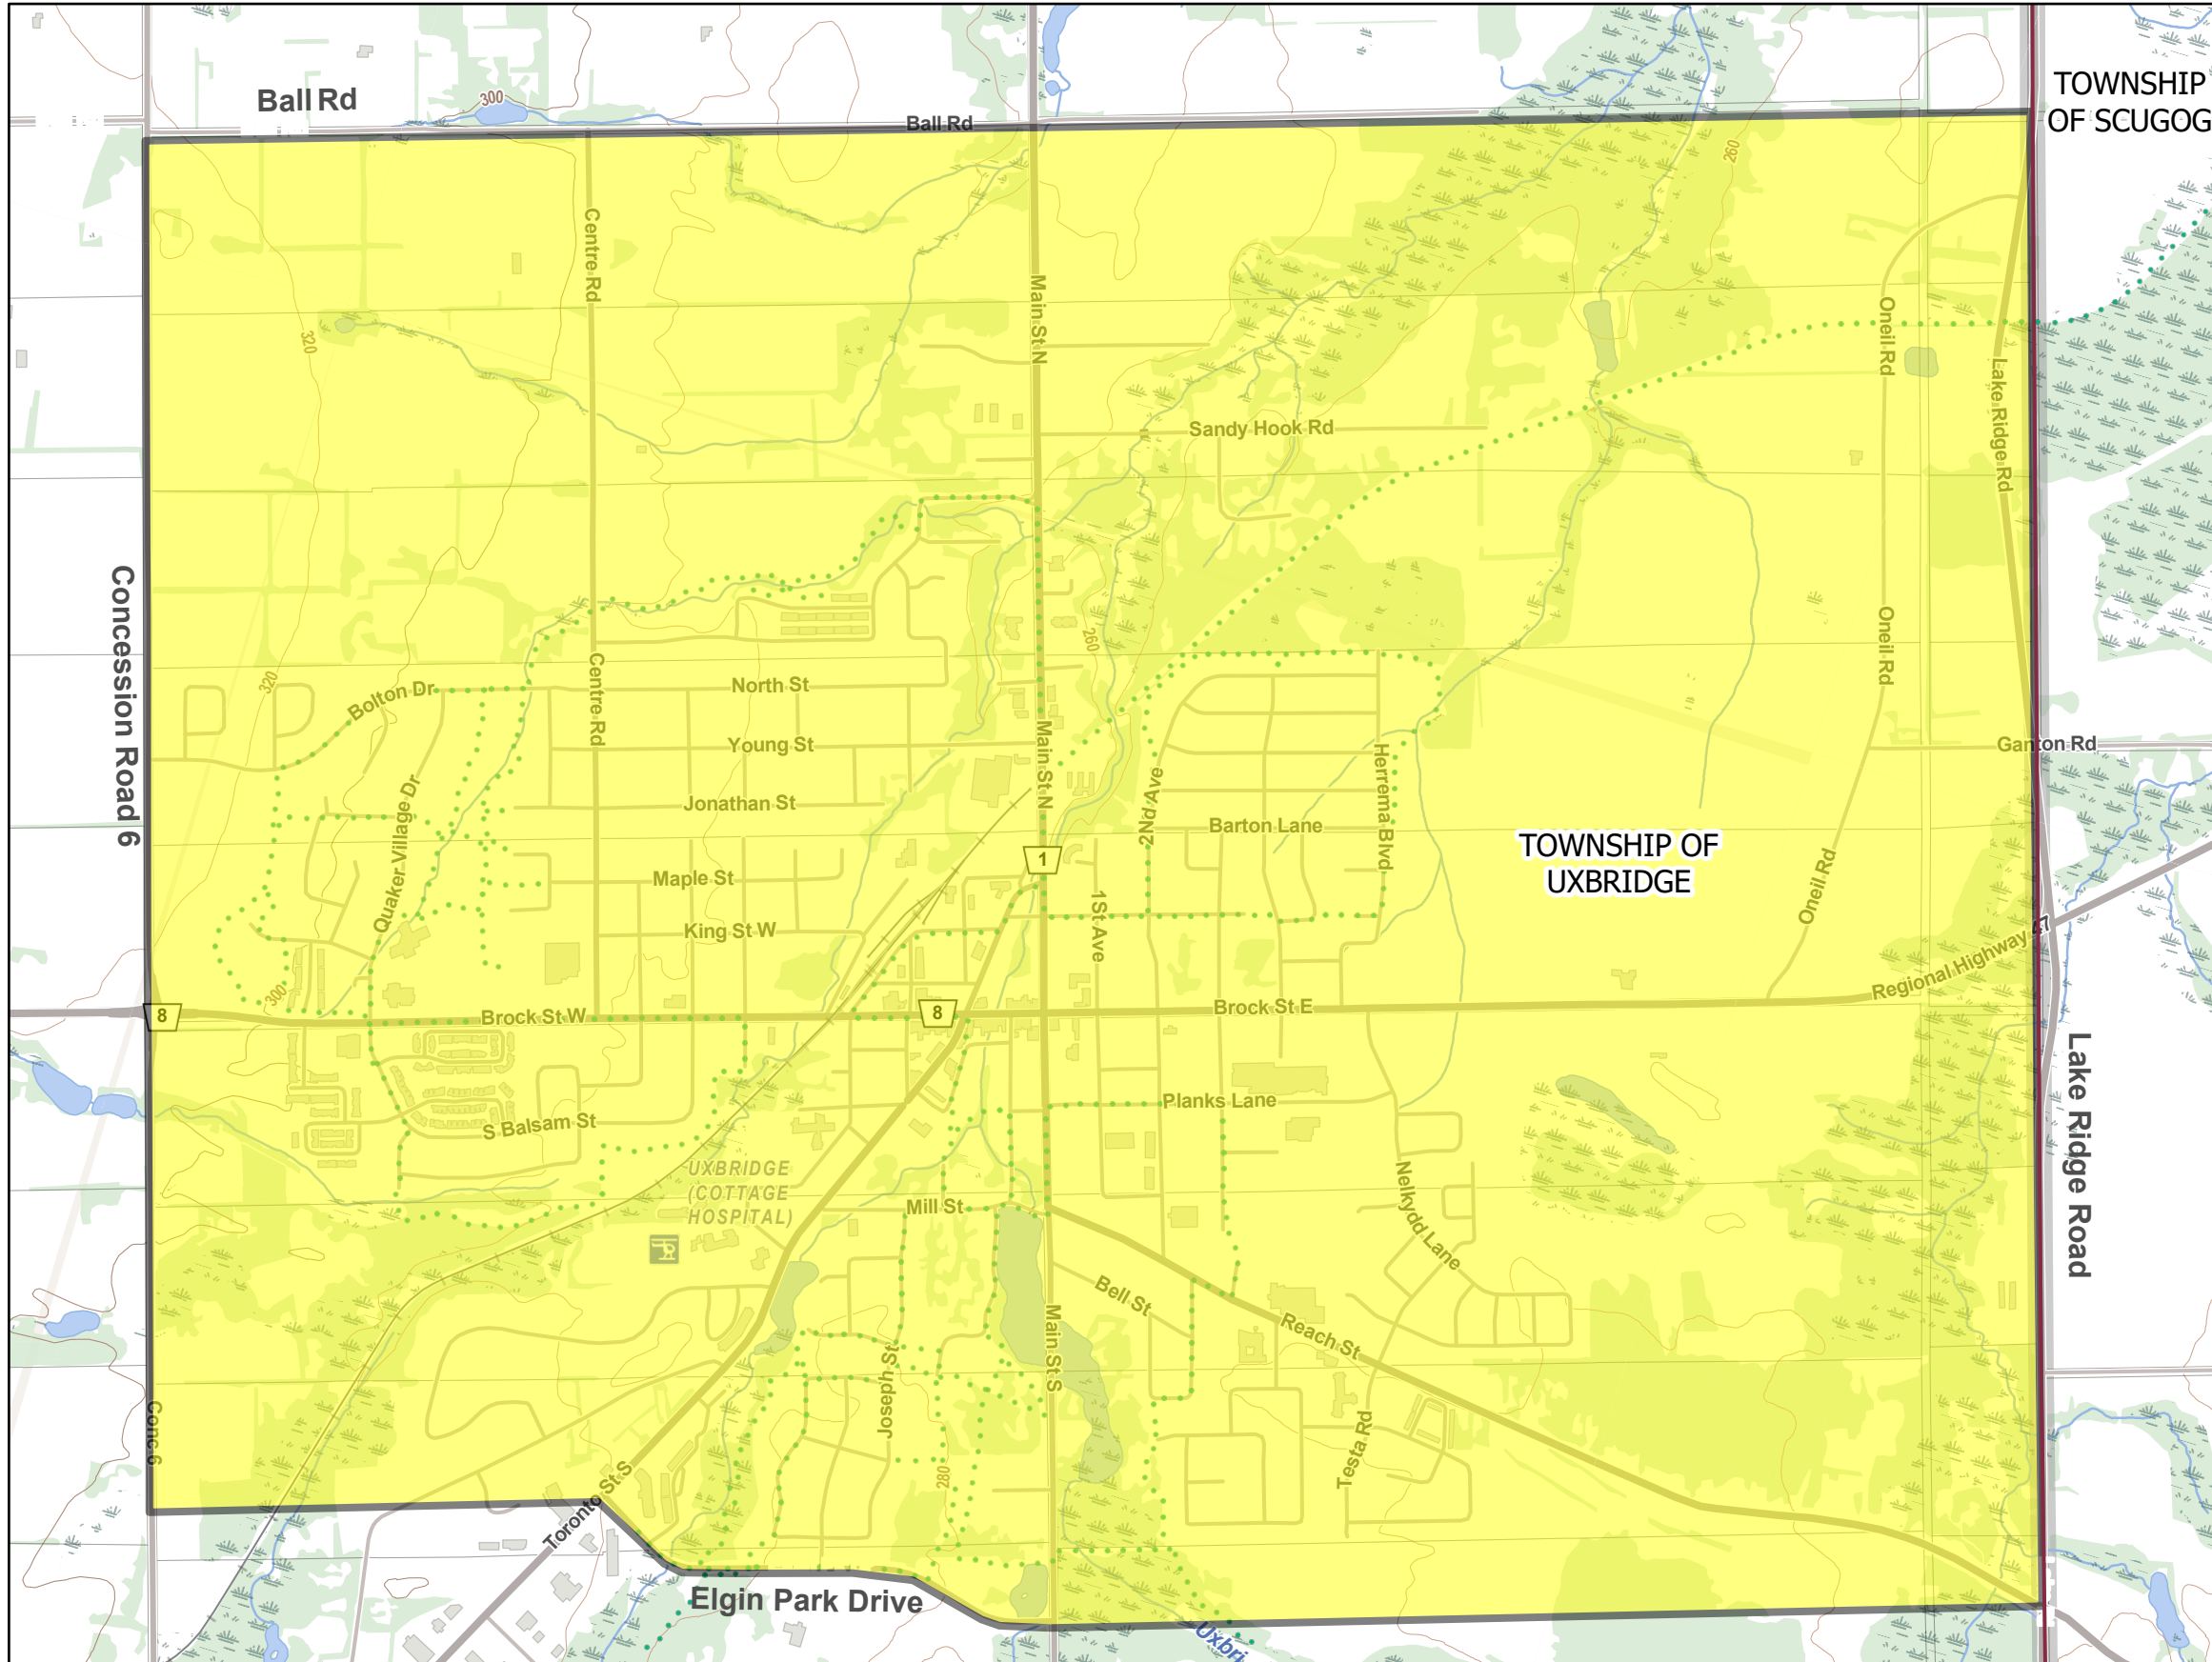 TOWNSHIP
OF SCUGOG
Ball Rd
300
Ball Rd
260
Centre Rd
Main St N
320
Oneil Rd
Lake Ridge Rd
Sandy Hook Rd
Concession Road 6
260
Oneil Rd
320
Bolton Dr
Centre Rd
North St
Young St
Main St N
Ganton Rd
Herrema Blvd
2Nd Ave
Quaker Village Dr
Jonathan St
Barton Lane
TOWNSHIP OF
UXBRIDGE
1
Maple St
Oneil Rd
1St Ave
King St W
47
Regional Highway
300
8
Brock St W
8
Brock St E
Lake Ridge Road
Planks Lane
S Balsam St
UXBRIDGE
(COTTAGE
HOSPITAL)
H
Mill St
Nelkydd Lane
Bell St
Reach St
Main St S
Joseph St
Conc 6
Testa Rd
280
Toronto St S
Elgin Park Drive
Uxbri